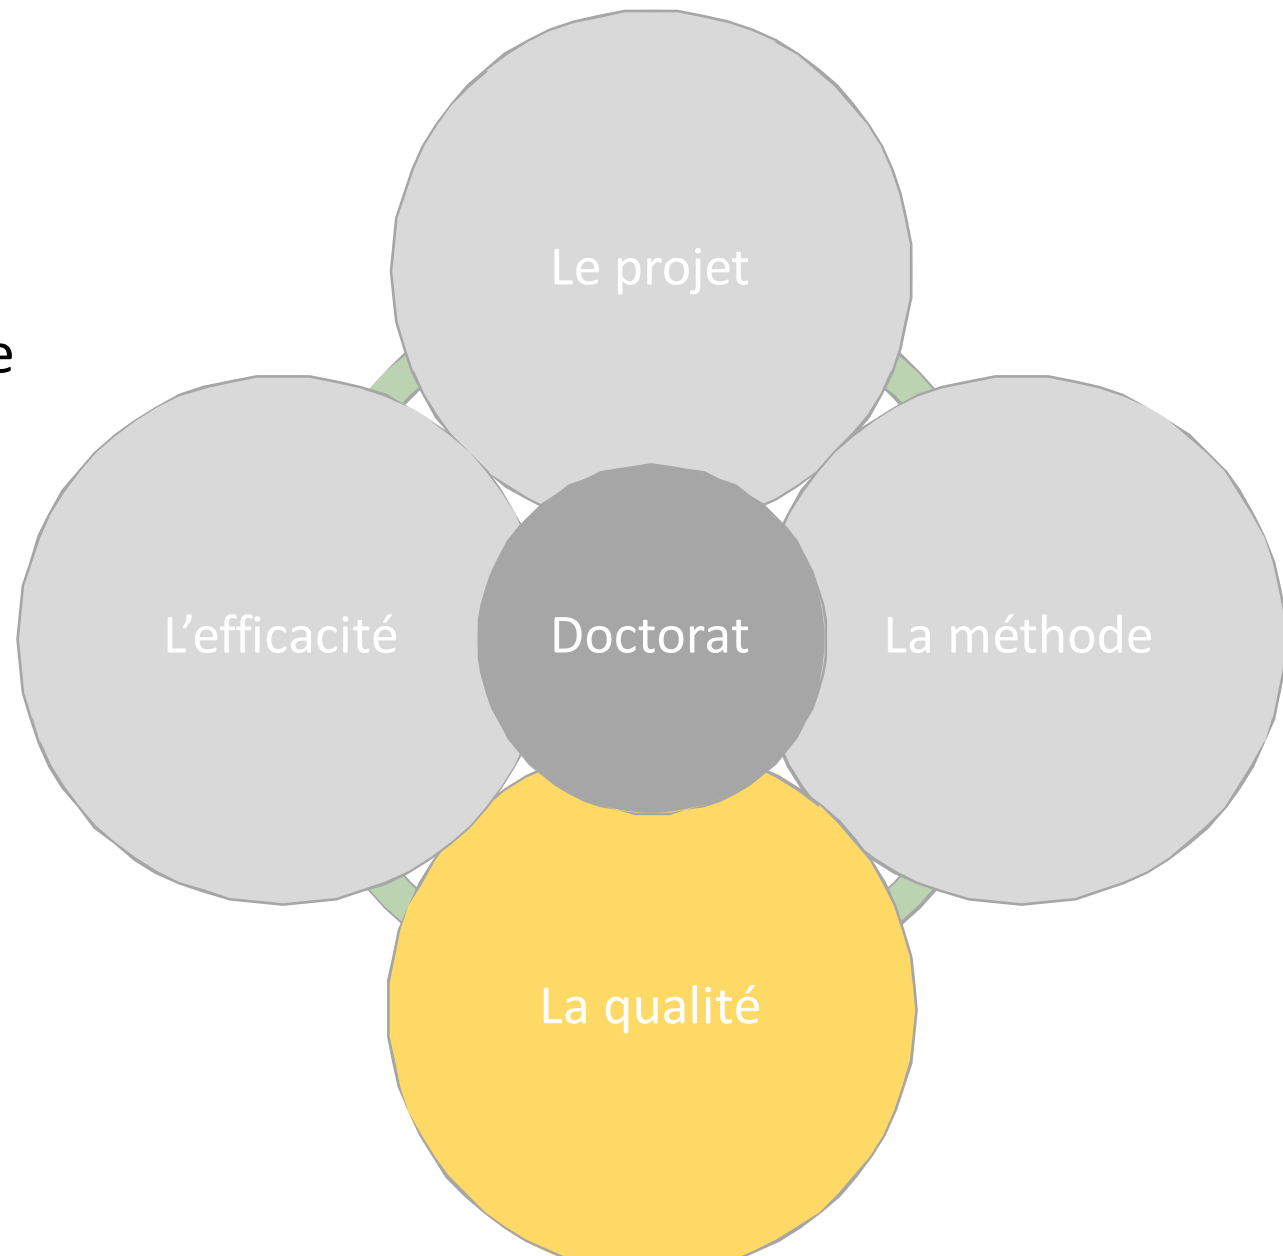 Le projet
e
L’efficacité
Doctorat
La méthode
La qualité